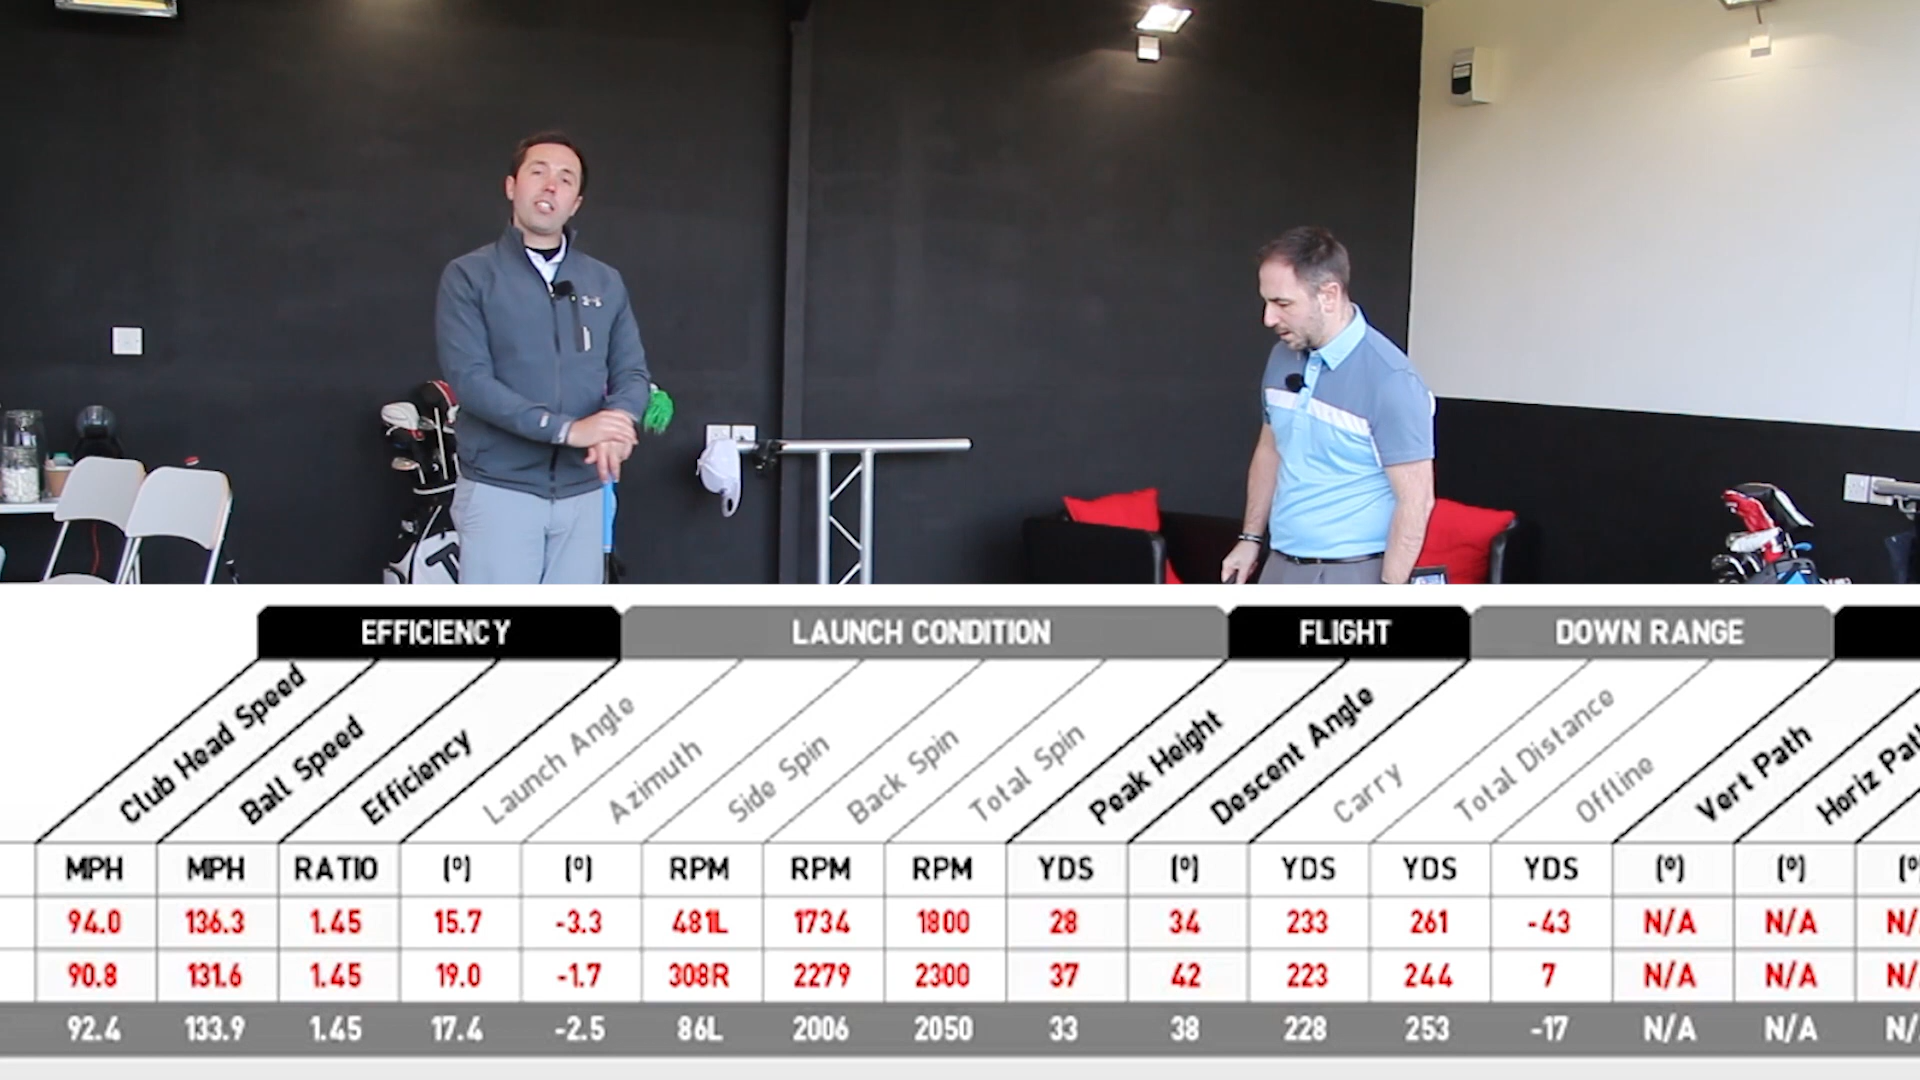 EFFICIENCY LAUNCH CONDITION FLIGHT DOWN RANGE
Club Head Speed Ball Speed Efficiency Launch Angle Azimuth Side Spin Back Spin Total Spin Peak Height Descent Angle Carry Total Distance Offline Vert Path Horiz Path
MPH MPH RATIO (º) (º) RPM RPM RPM YDS (º) YDS YDS YDS (º) (º) (º
94.0 136.3 1.45 15.7 -3.3 481L 1734 1800 28 34 233 261 -43 N/A N/A N/
90.8 131.6 1.45 19.0 -1.7 308R 2279 2300 37 42 223 244 7 N/A N/A N/
92.4 133.9 1.45 17.4 -2.5 86L 2006 2050 33 38 228 253 -17 N/A N/A N/